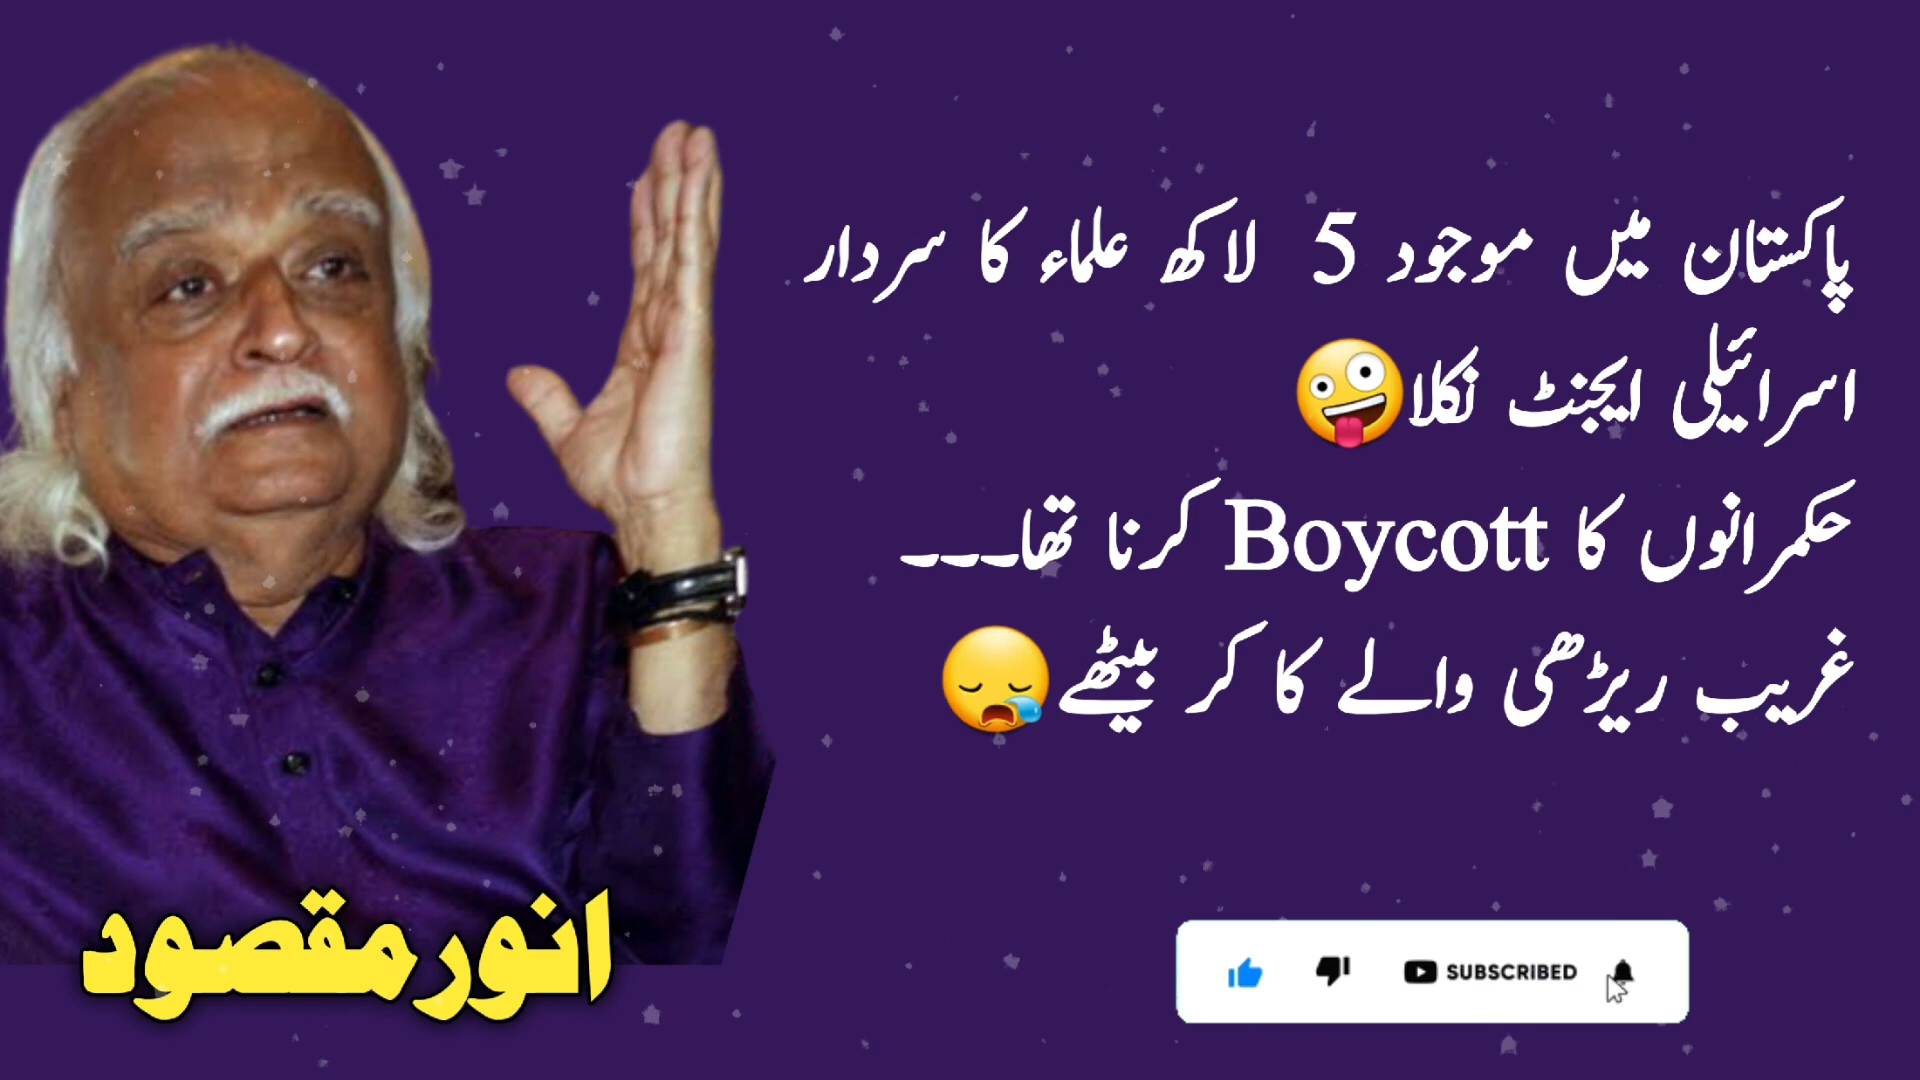 پاکستان میں موجود 5 لاکھ علماء کا سردار
اسرائیلی ایجنٹ نکلا🤪
حکمرانوں کا Boycott کرنا تھا۔۔۔۔
غریب ریڑھی والے کا کر بیٹھے😪
انور مقصود
SUBSCRIBED